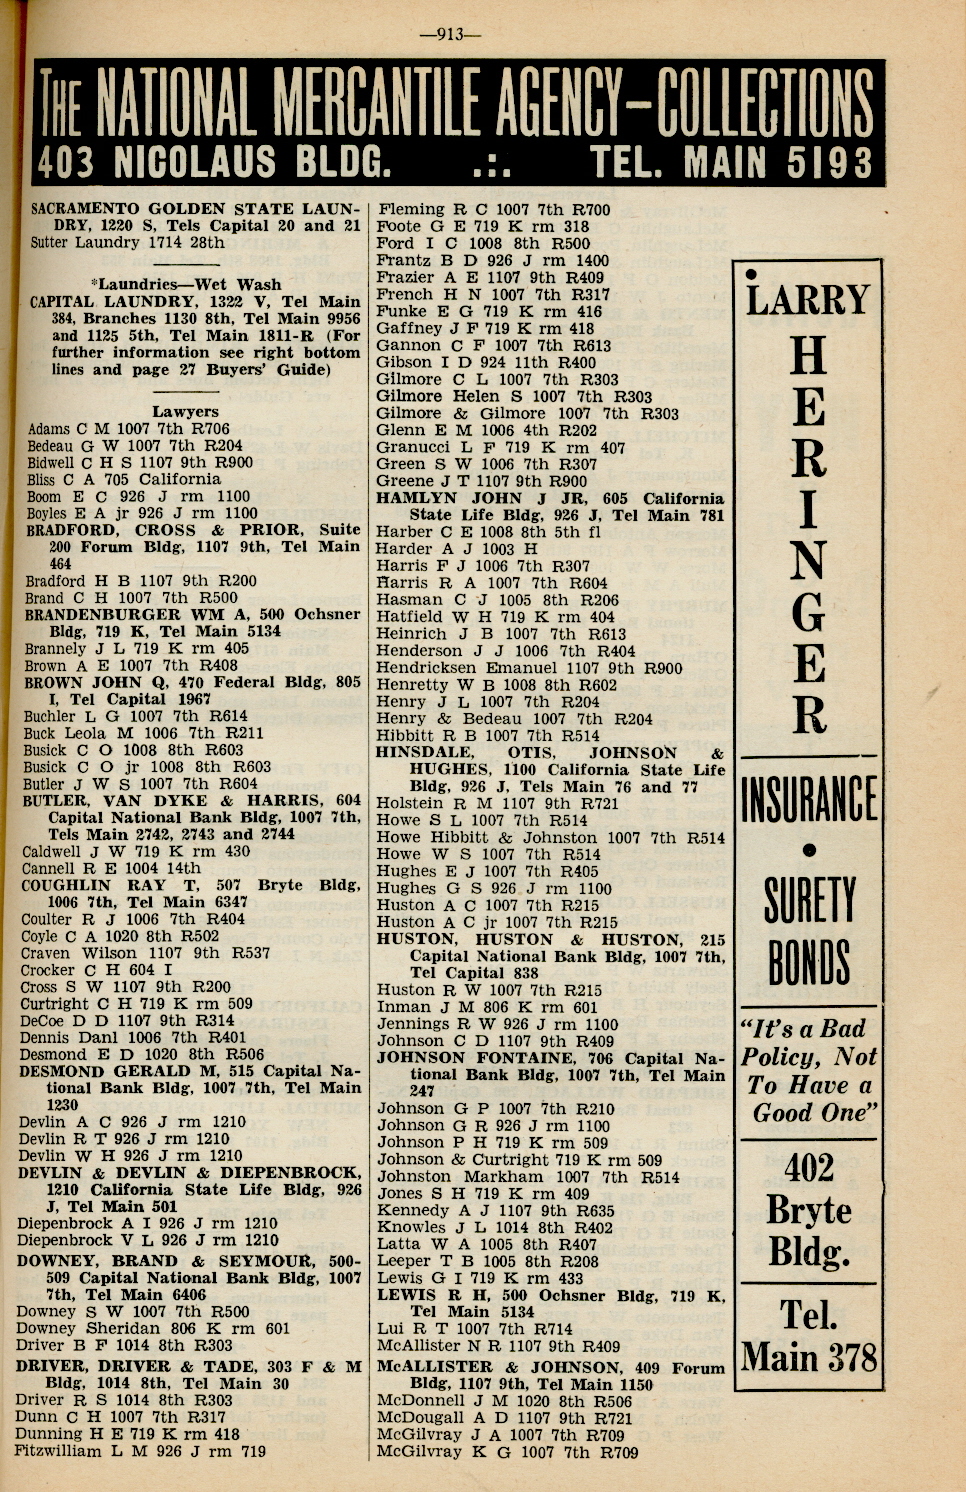 —913—
THE NATIONAL MERCANTILE AGENCY—COLLECTIONS
403 NICOLAUS BLDG. .:. TEL. MAIN 5193
SACRAMENTO GOLDEN STATE LAUN-
DRY, 1220 S, Tels Capital 20 and 21
Sutter Laundry 1714 28th
*Laundries—Wet Wash
CAPITAL LAUNDRY, 1322 V, Tel Main
384, Branches 1130 8th, Tel Main 9956
and 1125 5th, Tel Main 1811-R (For
further information see right bottom
lines and page 27 Buyers' Guide)
Lawyers
Adams C M 1007 7th R706
Bedeau G W 1007 7th R204
Bidwell C H S 1107 9th R900
Bliss C A 705 California
Boom E C 926 J rm 1100
Boyles E A jr 926 J rm 1100
BRADFORD, CROSS & PRIOR, Suite
200 Forum Bldg, 1107 9th, Tel Main
464
Bradford H B 1107 9th R200
Brand C H 1007 7th R500
BRANDENBURGER WM A, 500 Ochsner
Bldg, 719 K, Tel Main 5134
Brannely J L 719 K rm 405
Brown A E 1007 7th R408
BROWN JOHN Q, 470 Federal Bldg, 805
I, Tel Capital 1967
Buchler L G 1007 7th R614
Buck Leola M 1006 7th R211
Busick C O 1008 8th R603
Busick C O jr 1008 8th R603
Butler J W S 1007 7th R604
BUTLER, VAN DYKE & HARRIS, 604
Capital National Bank Bldg, 1007 7th,
Tels Main 2742, 2743 and 2744
Caldwell J W 719 K rm 430
Cannell R E 1004 14th
COUGHLIN RAY T, 507 Bryte Bldg,
1006 7th, Tel Main 6347
Coulter R J 1006 7th R404
Coyle C A 1020 8th R502
Craven Wilson 1107 9th R537
Crocker C H 604 I
Cross S W 1107 9th R200
Curtright C H 719 K rm 509
DeCoe D D 1107 9th R314
Dennis Danl 1006 7th R401
Desmond E D 1020 8th R506
DESMOND GERALD M, 515 Capital Na-
tional Bank Bldg, 1007 7th, Tel Main
1230
Devlin A C 926 J rm 1210
Devlin R T 926 J rm 1210
Devlin W H 926 J rm 1210
DEVLIN & DEVLIN & DIEPENBROCK,
1210 California State Life Bldg, 926
J, Tel Main 501
Diepenbrock A I 926 J rm 1210
Diepenbrock V L 926 J rm 1210
DOWNEY, BRAND & SEYMOUR, 500-
509 Capital National Bank Bldg, 1007
7th, Tel Main 6406
Downey S W 1007 7th R500
Downey Sheridan 806 K rm 601
Driver B F 1014 8th R303
DRIVER, DRIVER & TADE, 303 F & M
Bldg, 1014 8th, Tel Main 30
Driver R S 1014 8th R303
Dunn C H 1007 7th R317
Dunning H E 719 K rm 418
Fitzwilliam L M 926 J rm 719
Fleming R C 1007 7th R700
Foote G E 719 K rm 318
Ford I C 1008 8th R500
Frantz B D 926 J rm 1400
Frazier A E 1107 9th R409
French H N 1007 7th R317
Funke E G 719 K rm 416
Gaffney J F 719 K rm 418
Gannon C F 1007 7th R613
Gibson I D 924 11th R400
Gilmore C L 1007 7th R303
Gilmore Helen S 1007 7th R303
Gilmore & Gilmore 1007 7th R303
Glenn E M 1006 4th R202
Granucci L F 719 K rm 407
Green S W 1006 7th R307
Greene J T 1107 9th R900
HAMLYN JOHN J JR, 605 California
State Life Bldg, 926 J, Tel Main 781
Harber C E 1008 8th 5th fl
Harder A J 1003 H
Harris F J 1006 7th R307
Harris R A 1007 7th R604
Hasman C J 1005 8th R206
Hatfield W H 719 K rm 404
Heinrich J B 1007 7th R613
Henderson J J 1006 7th R404
Hendricksen Emanuel 1107 9th R900
Henretty W B 1008 8th R602
Henry J L 1007 7th R204
Henry & Bedeau 1007 7th R204
Hibbitt R B 1007 7th R514
HINSDALE, OTIS, JOHNSON &
HUGHES, 1100 California State Life
Bldg, 926 J, Tels Main 76 and 77
Holstein R M 1107 9th R721
Howe S L 1007 7th R514
Howe Hibbitt & Johnston 1007 7th R514
Howe W S 1007 7th R514
Hughes E J 1007 7th R405
Hughes G S 926 J rm 1100
Huston A C 1007 7th R215
Huston A C jr 1007 7th R215
HUSTON, HUSTON & HUSTON, 215
Capital National Bank Bldg, 1007 7th,
Tel Capital 838
Huston R W 1007 7th R215
Inman J M 806 K rm 601
Jennings R W 926 J rm 1100
Johnson C D 1107 9th R409
JOHNSON FONTAINE, 706 Capital Na-
tional Bank Bldg, 1007 7th, Tel Main
247
Johnson G P 1007 7th R210
Johnson G R 926 J rm 1100
Johnson P H 719 K rm 509
Johnson & Curtright 719 K rm 509
Johnston Markham 1007 7th R514
Jones S H 719 K rm 409
Kennedy A J 1107 9th R635
Knowles J L 1014 8th R402
Latta W A 1005 8th R407
Leeper T B 1005 8th R208
Lewis G I 719 K rm 433
LEWIS R H, 500 Ochsner Bldg, 719 K,
Tel Main 5134
Lui R T 1007 7th R714
McAllister N R 1107 9th R409
McALLISTER & JOHNSON, 409 Forum
Bldg, 1107 9th, Tel Main 1150
McDonnell J M 1020 8th R506
McDougall A D 1107 9th R721
McGilvray J A 1007 7th R709
McGilvray K G 1007 7th R709
LARRY
H
E
R
I
N
G
E
R
INSURANCE
•
SURETY
BONDS
"It's a Bad
Policy, Not
To Have a
Good One"
402
Bryte
Bldg.
Tel.
Main 378